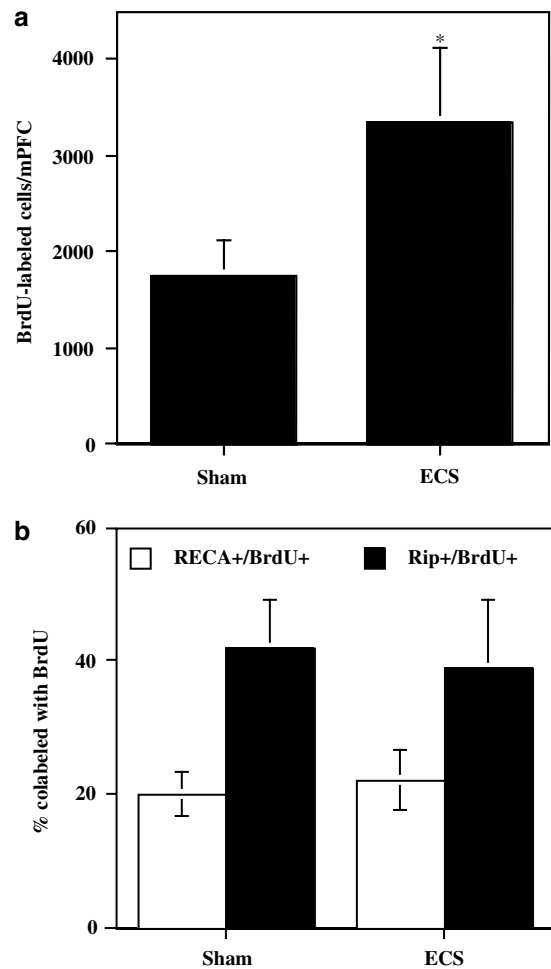 a
BrdU-labeled cells/mPFC
4000
3000
2000
1000
0
*
Sham ECS
b
% colabeled with BrdU
60
40
20
0
RECA+/BrdU+ Rip+/BrdU+
Sham ECS